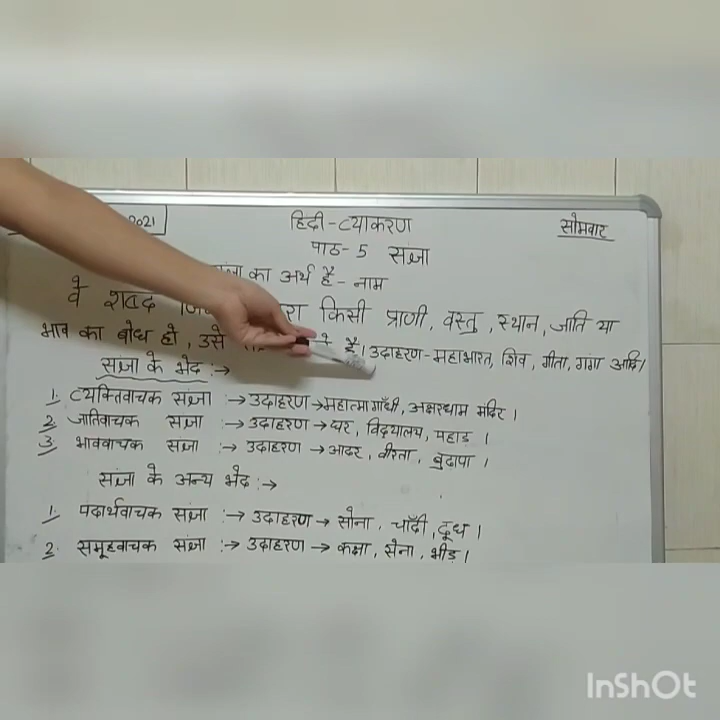 2021 हिंदी-व्याकरण सोमवार
पाठ-5 संज्ञा
का अर्थ है - नाम
वे शब्द किसी प्राणी, वस्तु, स्थान, जाति या
भाव का बोध हो, उसे है। उदाहरण-महाभारत, शिव, गीता, गंगा आदि।
संज्ञा के भेद :→
1. व्यक्तिवाचक संज्ञा :→ उदाहरण → महात्मा गाँधी, अक्षरधाम मंदिर।
2. जातिवाचक संज्ञा :→ उदाहरण → घर, विद्यालय, पहाड़।
3. भाववाचक संज्ञा :→ उदाहरण → आदर, वीरता, बुढ़ापा।
संज्ञा के अन्य भेद :→
1. पदार्थवाचक संज्ञा :→ उदाहरण → सोना, चाँदी, दूध।
2. समूहवाचक संज्ञा :→ उदाहरण → कक्षा, सेना, भीड़।
InShOt